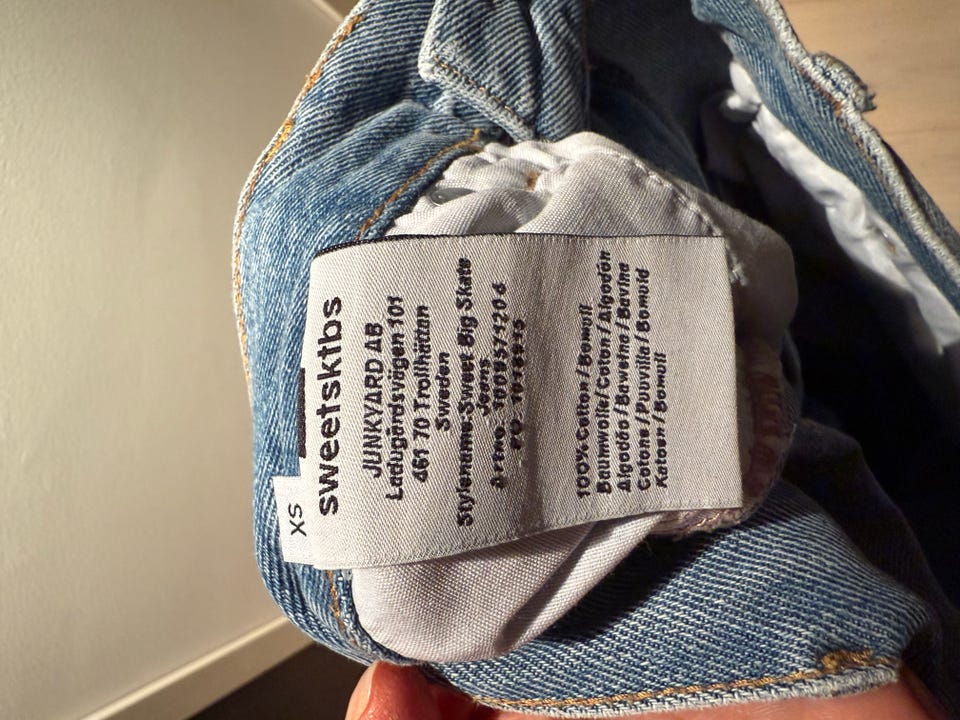 XS
sweetsktbs
JUNKYARD AB
Ladugårdsvägen 101
461 70 Trollhättan
Sweden
Stylename:Sweet Big Skate
Jeans
100% Cotton / Bomull
Baumwolle/ Coton / Algodón
Algodão / Bawełna / Bavlna
Cotone / Puuvilla / Bomuld
Katoen / Bomull